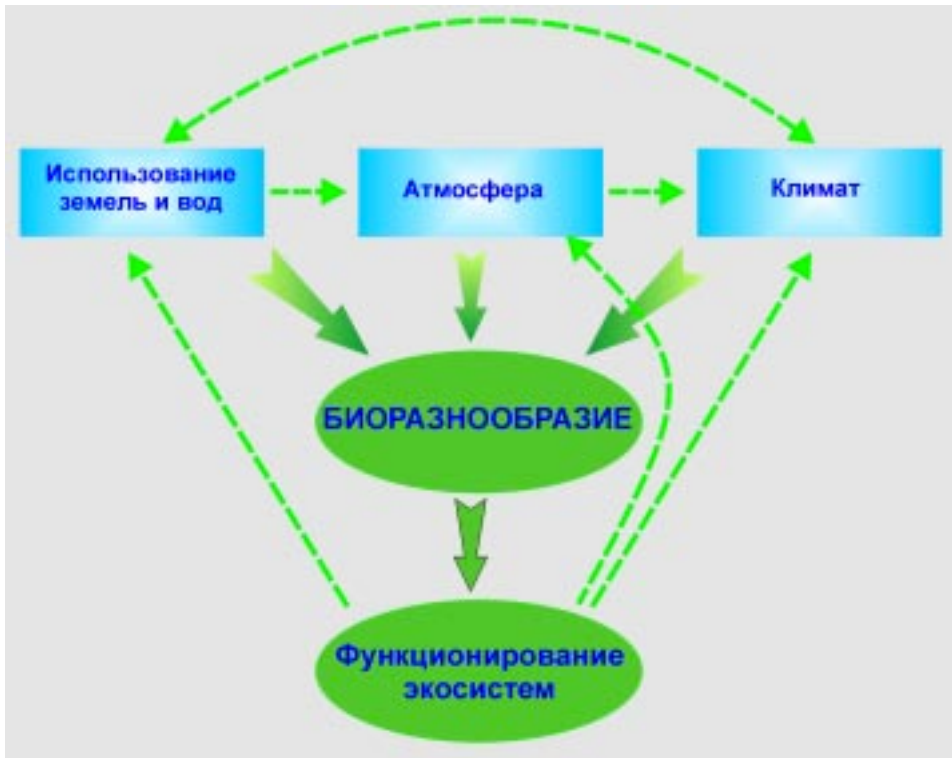 Использование
земель и вод
Атмосфера
Климат
БИОРАЗНООБРАЗИЕ
Функционирование
экосистем